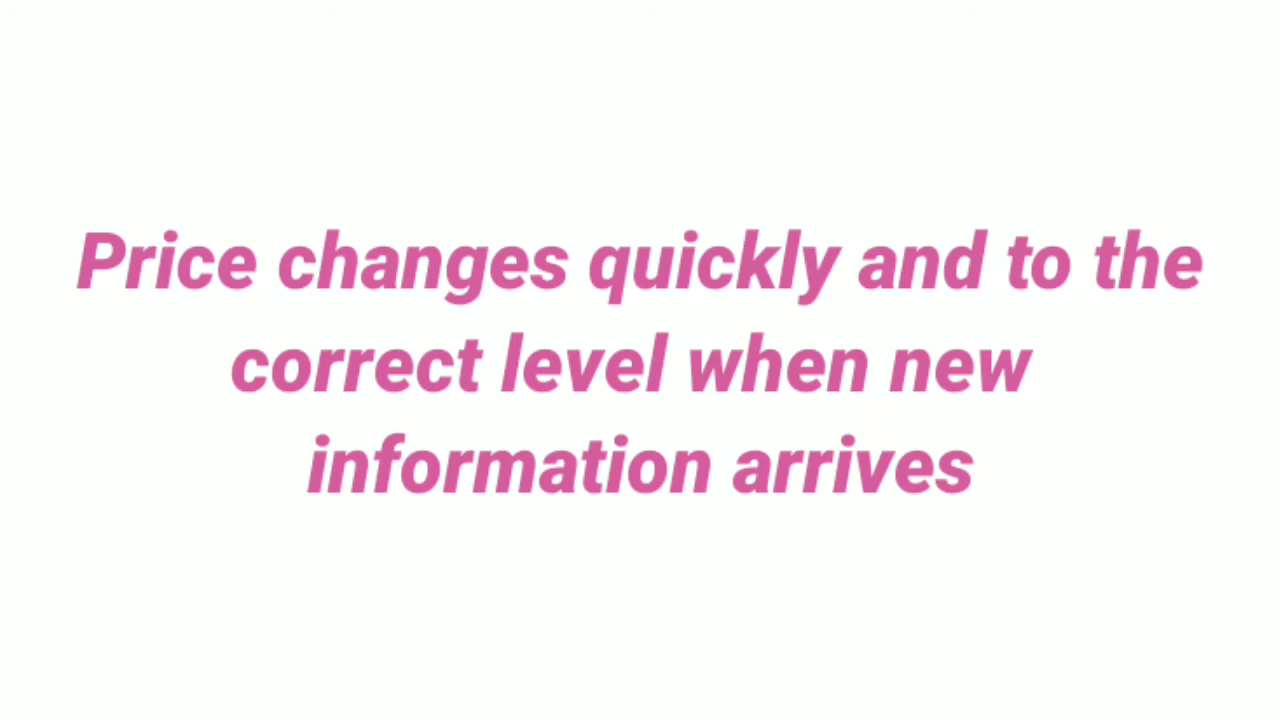 Price changes quickly and to the
correct level when new
information arrives